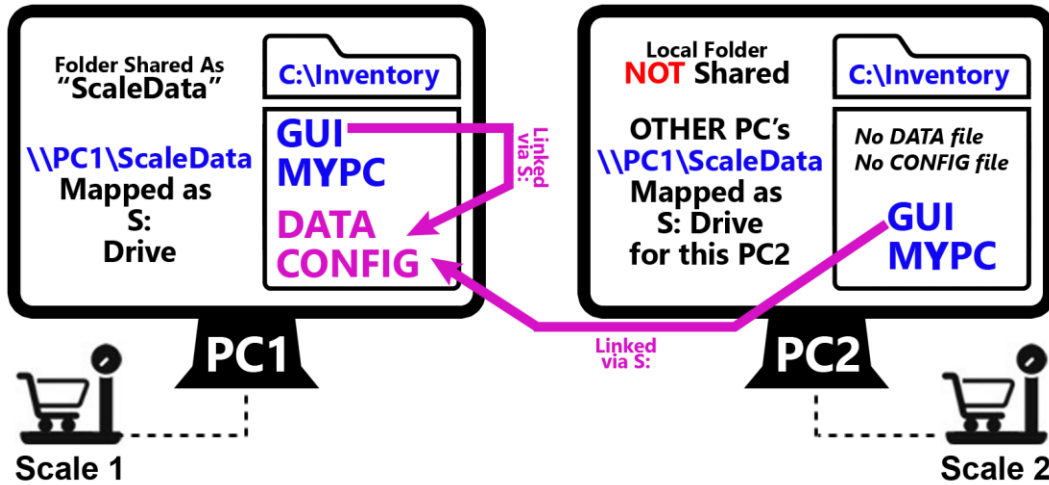 Folder Shared As
“ScaleData”
\\PC1\ScaleData
Mapped as
S:
Drive
C:\Inventory
GUI
MYPC
DATA
CONFIG
Linked
via S:
PC1
Scale 1
Local Folder
NOT Shared
OTHER PC’s
\\PC1\ScaleData
Mapped as
S: Drive
for this PC2
C:\Inventory
No DATA file
No CONFIG file
GUI
MYPC
Linked
via S:
PC2
Scale 2